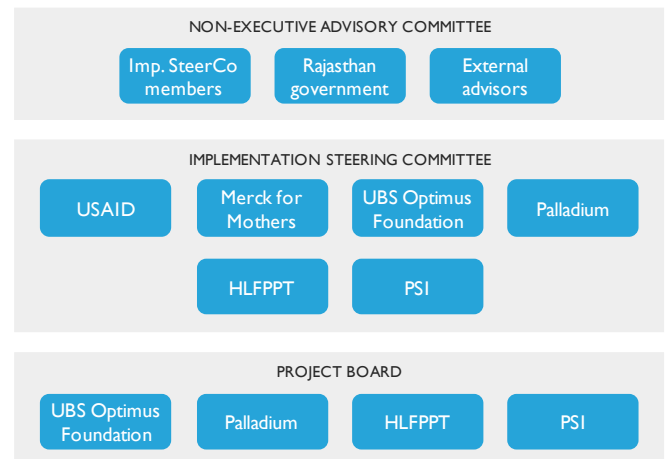 NON-EXECUTIVE ADVISORY COMMITTEE
Imp. SteerCo
members
Rajasthan
government
External
advisors
IMPLEMENTATION STEERING COMMITTEE
USAID
Merck for
Mothers
UBS Optimus
Foundation
Palladium
HLFPPT
PSI
PROJECT BOARD
UBS Optimus
Foundation
Palladium
HLFPPT
PSI